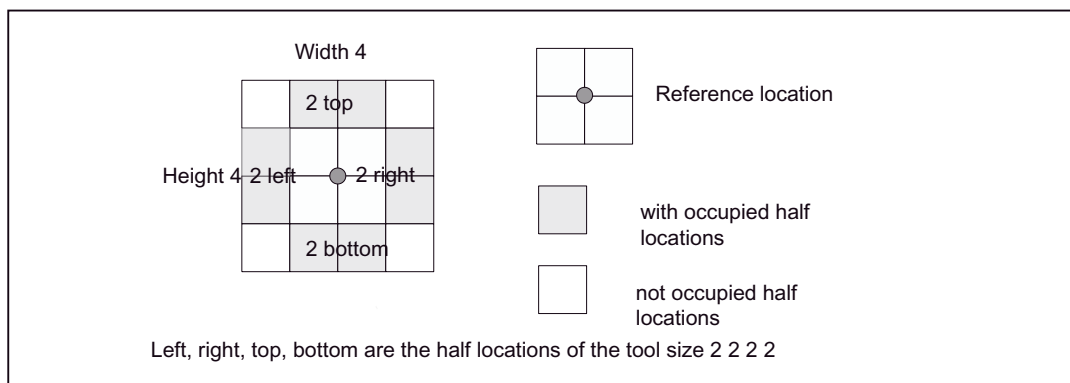 Width 4
2 top
Height 4 2 left
2 right
2 bottom
Reference location
with occupied half
locations
not occupied half
locations
Left, right, top, bottom are the half locations of the tool size 2 2 2 2